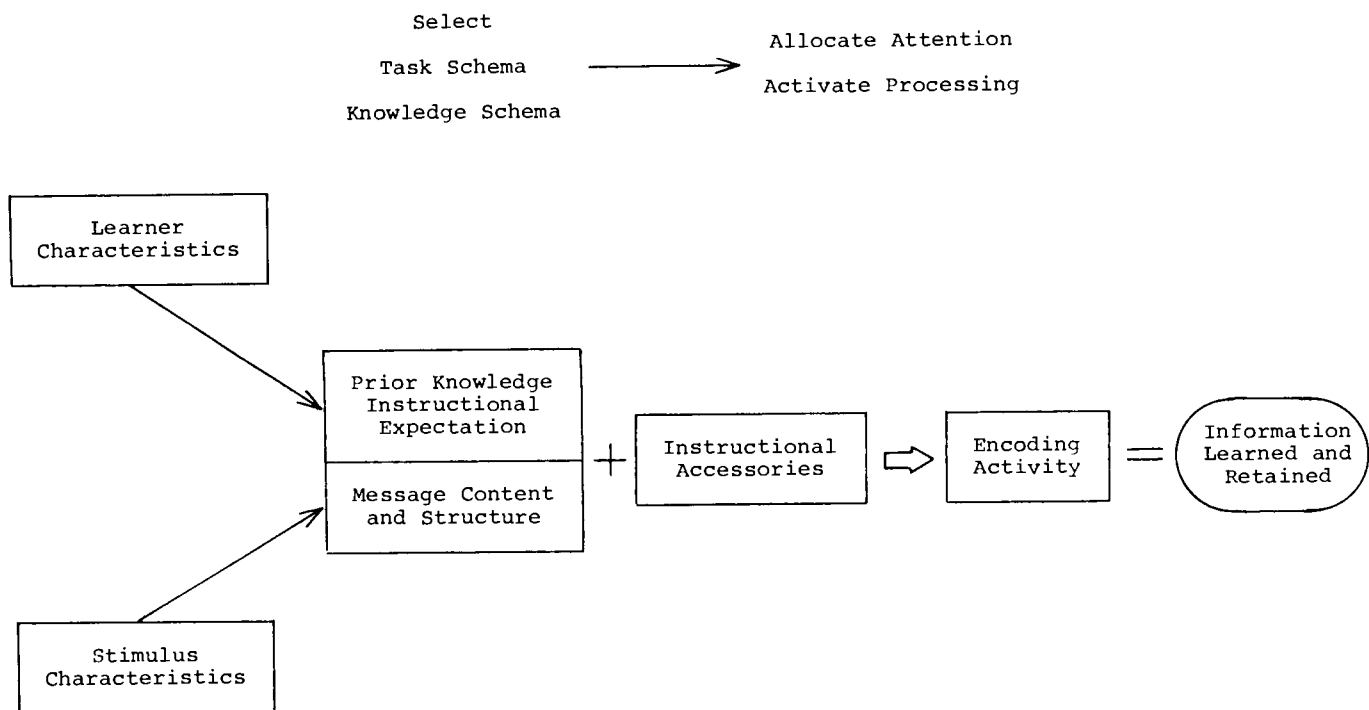 Select
Task Schema
Knowledge Schema
Allocate Attention
Activate Processing
Learner
Characteristics
Prior Knowledge
Instructional
Expectation
Message Content
and Structure
Instructional
Accessories
Encoding
Activity
Information
Learned and
Retained
Stimulus
Characteristics